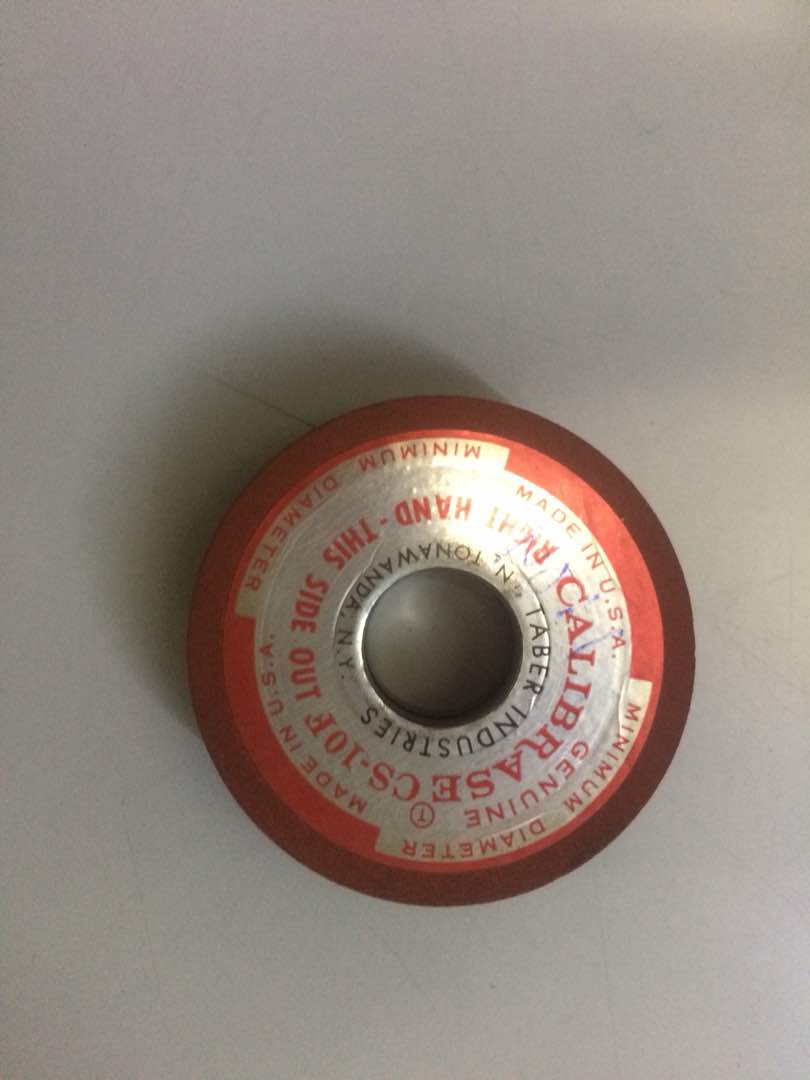 MINIMUM DIAMETER
MADE IN U.S.A.
MINIMUM DIAMETER
MADE IN U.S.A.
GENUINE T
CALIBRASE CS-10F
RIGHT HAND - THIS SIDE OUT
TABER INDUSTRIES
N. TONAWANDA, N.Y.